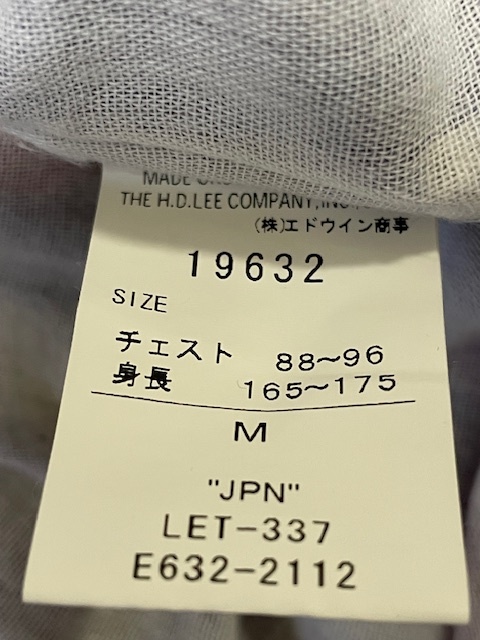 MADE
THE H.D.LEE COMPANY, INC.,
(株)エドウイン商事
19632
SIZE
チェスト 88~96
身長 165~175
M
"JPN"
LET-337
E632-2112